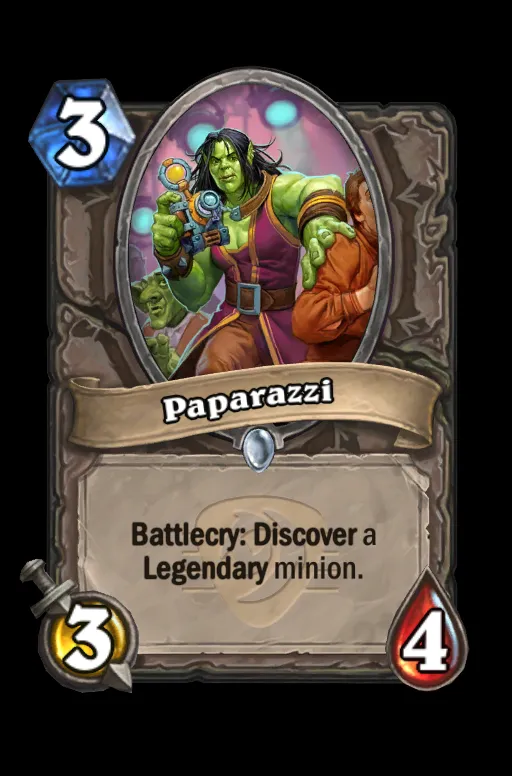 3
Paparazzi
Battlecry: Discover a
Legendary minion.
3
4